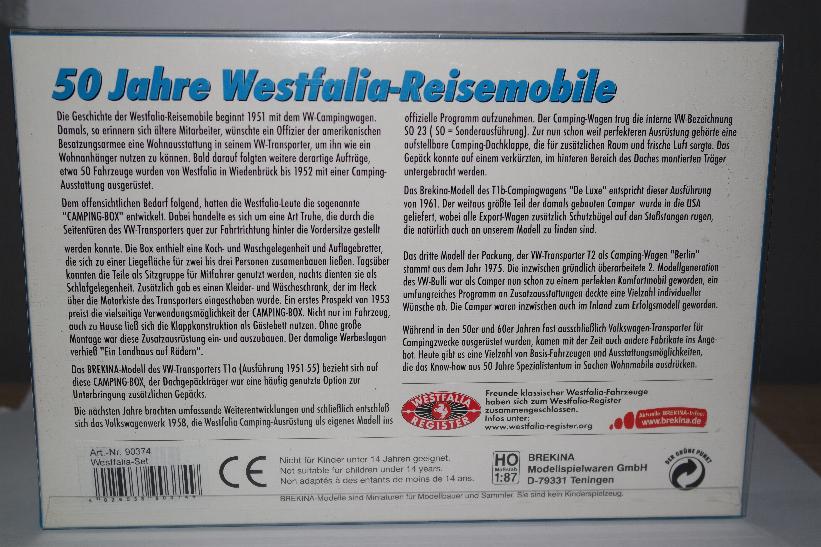 50 Jahre Westfalia-Reisemobile
Die Geschichte der Westfalia-Reisemobile beginnt 1951 mit dem VW-Campingwagen.
Damals, so erinnern sich ältere Mitarbeiter, wünschte ein Offizier der amerikanischen
Besatzungsarmee eine Wohnausstattung in seinem VW-Transporter, um ihn wie ein
Wohnanhänger nutzen zu können. Bald darauf folgten weitere derartige Aufträge,
etwa 50 Fahrzeuge wurden von Westfalia in Wiedenbrück bis 1952 mit einer Camping-
Ausstattung ausgerüstet.
Dem offensichtlichen Bedarf folgend, hatten die Westfalia-Leute die sogenannte
"CAMPING-BOX" entwickelt. Dabei handelte es sich um eine Art Truhe, die durch die
Seitentüren des VW-Transporters quer zur Fahrtrichtung hinter die Vordersitze gestellt
werden konnte. Die Box enthielt eine Koch- und Waschgelegenheit und Auflagebretter,
die sich zu einer Liegefläche für zwei bis drei Personen zusammenbauen ließen. Tagsüber
konnten die Teile als Sitzgruppe für Mitfahrer genutzt werden, nachts dienten sie als
Schlafgelegenheit. Zusätzlich gab es einen Kleider- und Wäscheschrank, der im Heck
über die Motorkiste des Transporters eingeschoben wurde. Ein erstes Prospekt von 1953
preist die vielseitige Verwendungsmöglichkeit der CAMPING-BOX. Nicht nur im Fahrzeug,
auch zu Hause ließ sich die Klappkonstruktion als Gästebett nutzen. Ohne große
Montage war diese Zusatzausrüstung ein- und auszubauen. Der damalige Werbeslogan
verhieß "Ein Landhaus auf Rädern".
Das BREKINA-Modell des VW-Transporters T1a (Ausführung 1951-55) bezieht sich auf
diese CAMPING-BOX, der Dachgepäckträger war eine häufig genutzte Option zur
Unterbringung zusätzlichen Gepäcks.
Die nächsten Jahre brachten umfassende Weiterentwicklungen und schließlich entschloß
sich das Volkswagenwerk 1958, die Westfalia Camping-Ausrüstung als eigenes Modell ins
offizielle Programm aufzunehmen. Der Camping-Wagen trug die interne VW-Bezeichnung
SO 23 ( SO = Sonderausführung). Zur nun schon weit perfekteren Ausrüstung gehörte eine
aufstellbare Camping-Dachklappe, die für zusätzlichen Raum und frische Luft sorgte. Das
Gepäck konnte auf einem verkürzten, im hinteren Bereich des Daches montierten Träger
untergebracht werden.
Das Brekina-Modell des T1b-Campingwagens "De Luxe" entspricht dieser Ausführung
von 1961. Der weitaus größte Teil der damals gebauten Camper wurde in die USA
geliefert, wobei alle Export-Wagen zusätzlich Schutzbügel auf den Stoßstangen trugen,
die natürlich auch an unserem Modell zu finden sind.
Das dritte Modell der Packung, der VW-Transporter T2 als Camping-Wagen "Berlin"
stammt aus dem Jahr 1975. Die inzwischen gründlich überarbeitete 2. Modellgeneration
des VW-Bulli war als Camper nun schon zu einem perfekten Komfortmobil geworden, ein
umfangreiches Programm an Zusatzausstattungen deckte eine Vielzahl individueller
Wünsche ab. Die Camper waren inzwischen auch im Inland zum Erfolgsmodell geworden.
Während in den 50er und 60er Jahren fast ausschließlich Volkswagen-Transporter für
Campingzwecke ausgerüstet wurden, kamen mit der Zeit auch andere Fabrikate ins Ange-
bot. Heute gibt es eine Vielzahl von Basis-Fahrzeugen und Ausstattungsmöglichkeiten,
die das Know-how aus 50 Jahre Spezialistentum in Sachen Wohnmobile ausdrücken.
WESTFALIA
REGISTER
Freunde klassischer Westfalia-Fahrzeuge
haben sich zum Westfalia-Register
zusammengeschlossen.
Infos unter:
www.westfalia-register.org
Aktuelle BREKINA-Infos:
www.brekina.de
Art.-Nr. 90374
Westfalia-Set
CE
Nicht für Kinder unter 14 Jahren geeignet.
Not suitable for children under 14 years.
Non adaptés à des enfants de moins de 14 ans.
HO
Maßstab
1:87
BREKINA
Modellspielwaren GmbH
D-79331 Teningen
DER GRÜNE PUNKT
BREKINA-Modelle sind Miniaturen für Modellbauer und Sammler. Sie sind kein Kinderspielzeug.